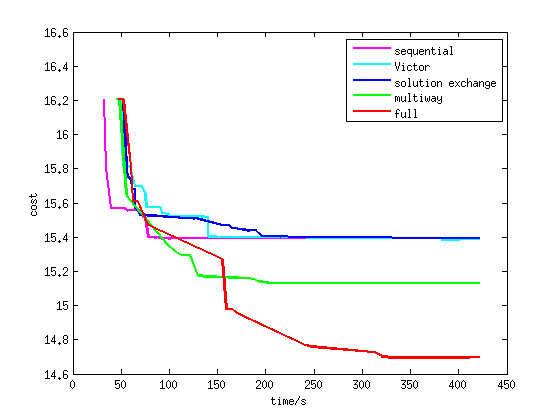 16.6
16.4
16.2
16
15.8
15.6
15.4
15.2
15
14.8
14.6
cost
sequential
Victor
solution exchange
multiway
full
0 50 100 150 200 250 300 350 400 450
time/s